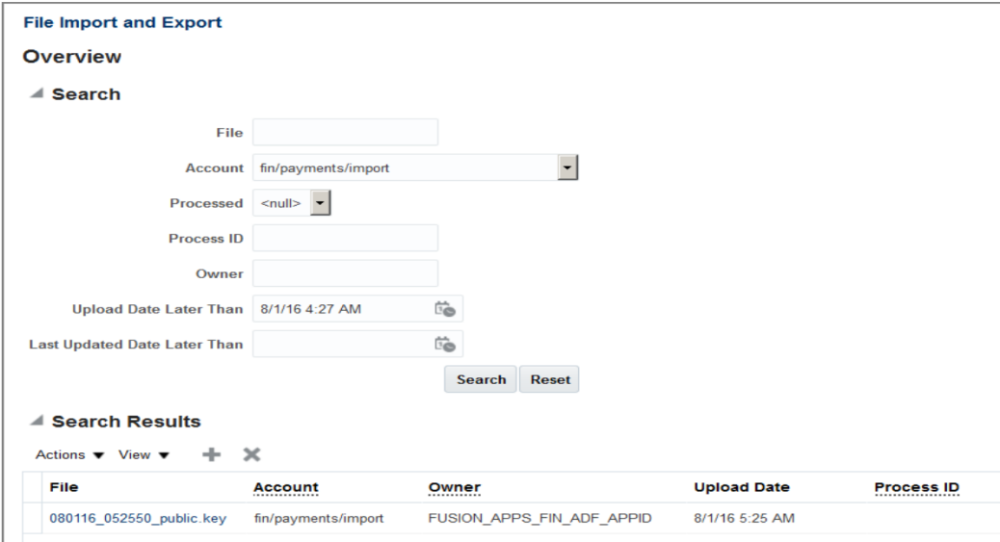 File Import and Export
Overview
Search
File
Account fin/payments/import
Processed <null>
Process ID
Owner
Upload Date Later Than 8/1/16 4:27 AM
Last Updated Date Later Than
Search Reset
Search Results
Actions View
File Account Owner Upload Date Process ID
080116_052550_public.key fin/payments/import FUSION_APPS_FIN_ADF_APPID 8/1/16 5:25 AM